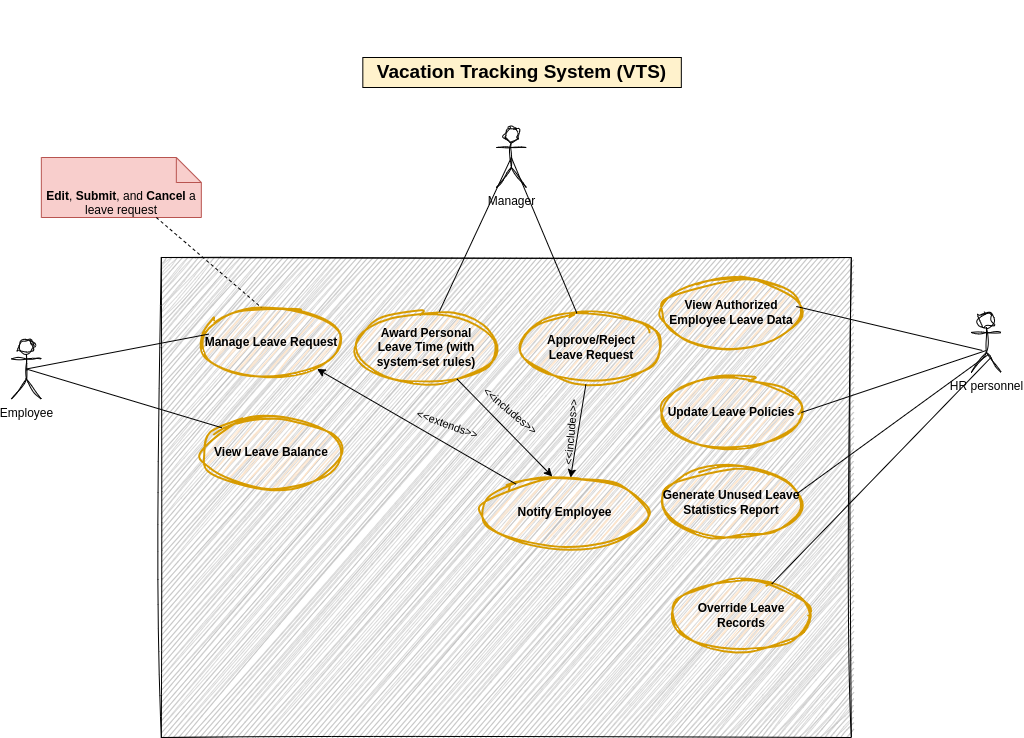 Vacation Tracking System (VTS)
Manager
Edit, Submit, and Cancel a
leave request
View Authorized
Employee Leave Data
Manage Leave Request
Award Personal
Leave Time (with
system-set rules)
Approve/Reject
Leave Request
Employee
HR personnel
Update Leave Policies
<<extends>>
<<includes>>
<<includes>>
View Leave Balance
Notify Employee
Generate Unused Leave
Statistics Report
Override Leave
Records